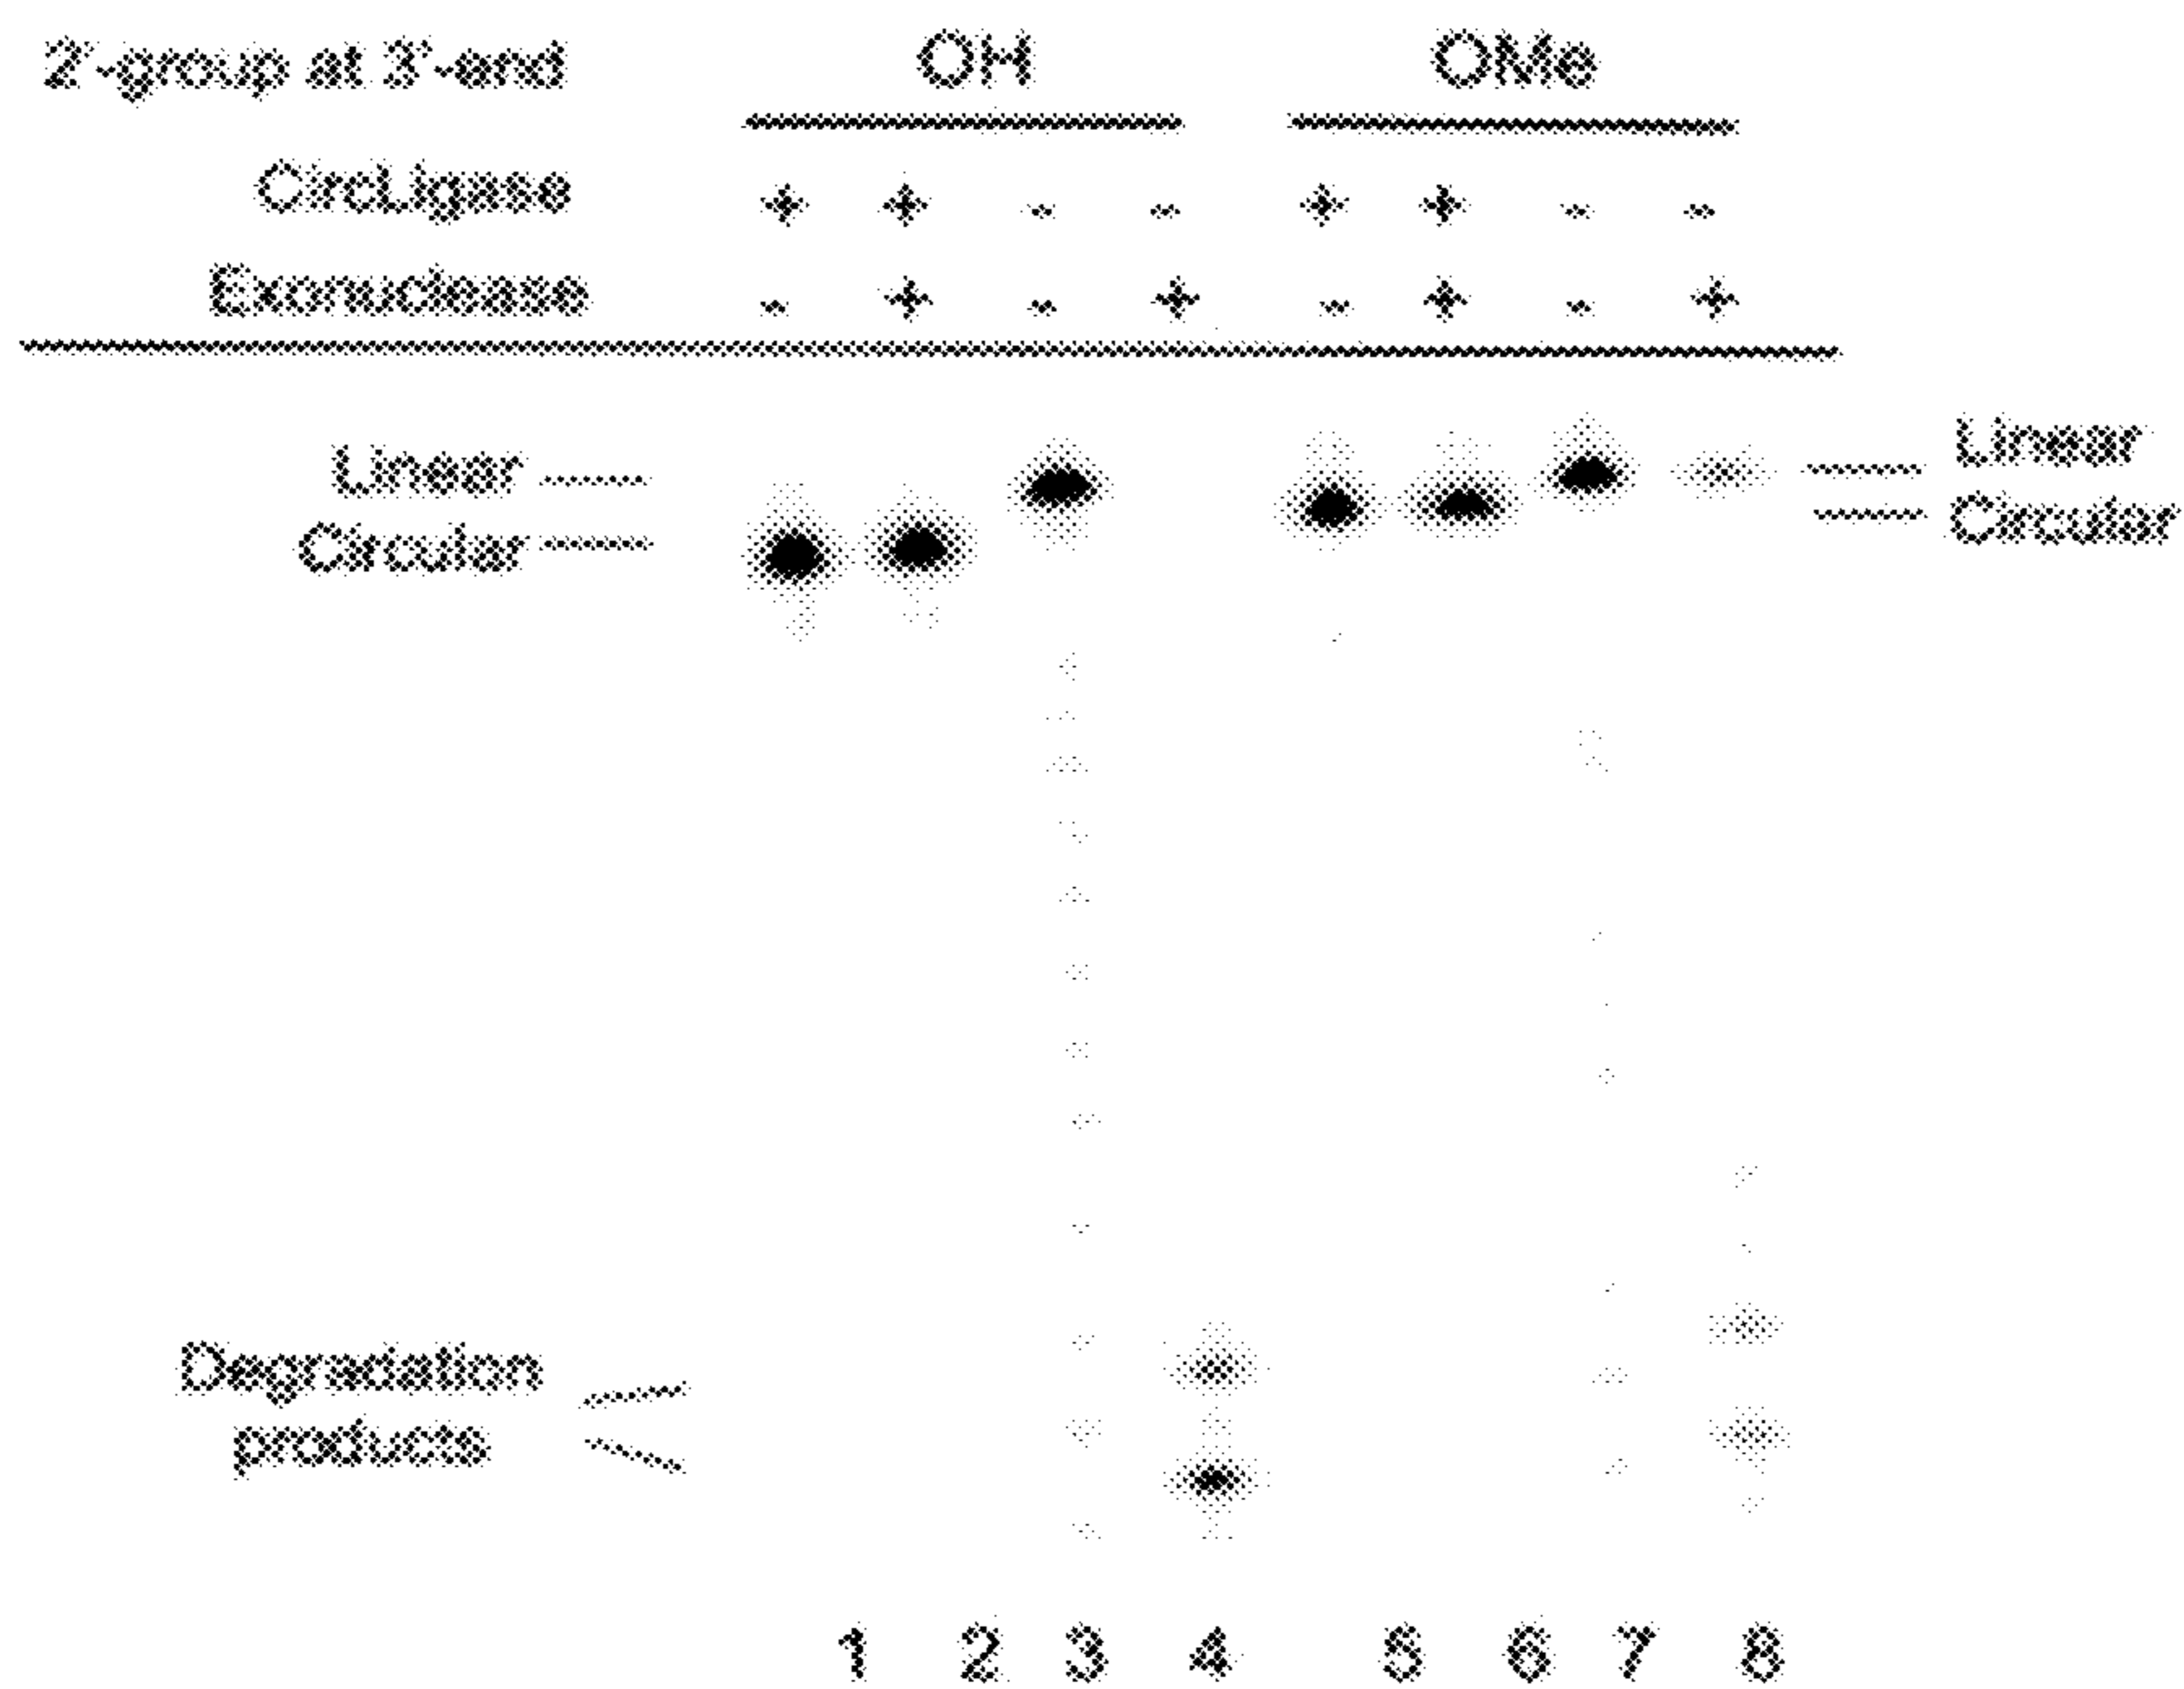 2'-group at 3'-end OH OMe
CircLigase + + - - + + - -
Exonuclease - + - + - + - +
Linear Linear
Circular Circular
Degradation
products
1 2 3 4 5 6 7 8